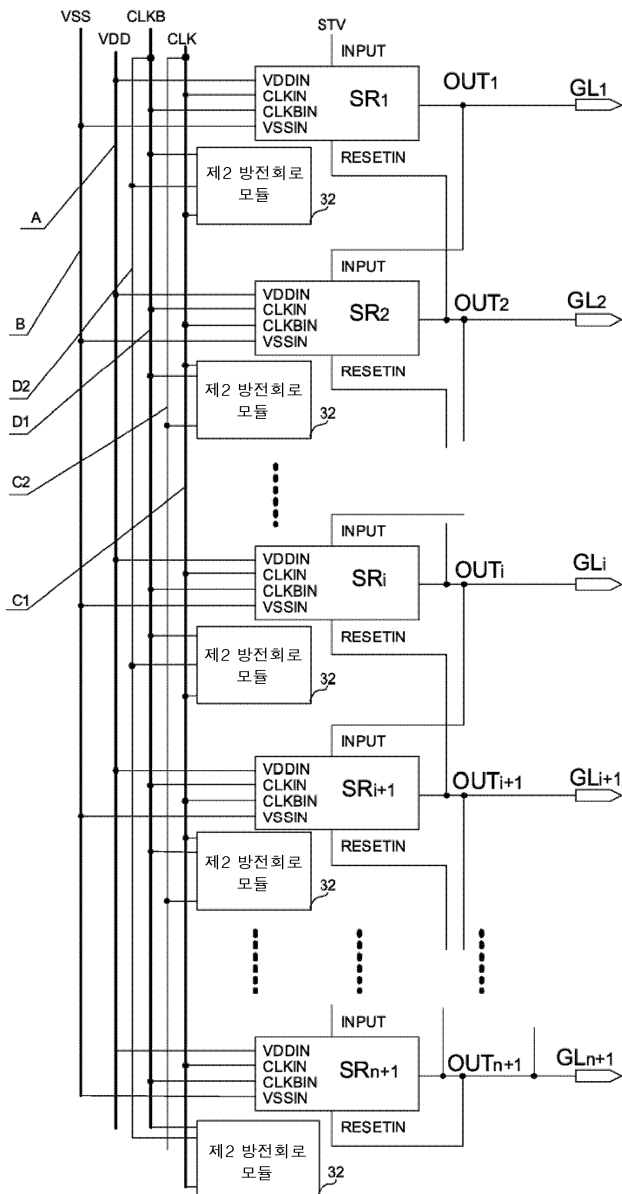 VSS CLKB
VDD CLK STV
INPUT
VDDIN
CLKIN
CLKBIN
VSSIN
SR1
OUT1
GL1
RESETIN
제2 방전회로
모듈
32
A
INPUT
B
VDDIN
CLKIN
CLKBIN
VSSIN
SR2
OUT2
GL2
RESETIN
D2
제2 방전회로
모듈
32
D1
C2
INPUT
VDDIN
CLKIN
CLKBIN
VSSIN
SRi
OUTi
GLi
C1
RESETIN
제2 방전회로
모듈
32
INPUT
VDDIN
CLKIN
CLKBIN
VSSIN
SRi+1
OUTi+1
GLi+1
RESETIN
제2 방전회로
모듈
32
INPUT
VDDIN
CLKIN
CLKBIN
VSSIN
SRn+1
OUTn+1
GLn+1
RESETIN
제2 방전회로
모듈
32